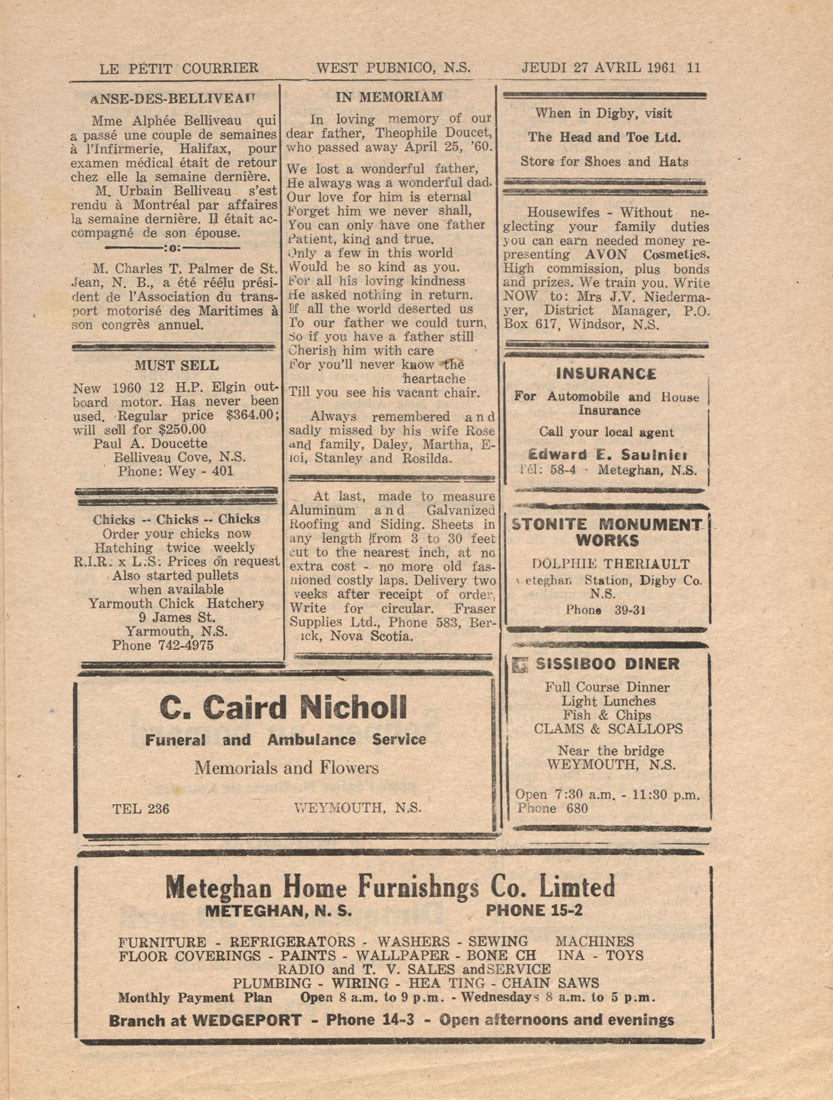 LE PETIT COURRIER WEST PUBNICO, N.S. JEUDI 27 AVRIL 1961 11
ANSE-DES-BELLIVEAU
Mme Alphée Belliveau qui
a passé une couple de semaines
à l'Infirmerie, Halifax, pour
examen médical était de retour
chez elle la semaine dernière.
M. Urbain Belliveau s'est
rendu à Montréal par affaires
la semaine dernière. Il était ac-
compagné de son épouse.
:o:
M. Charles T. Palmer de St.
Jean, N. B., a été réélu prési-
dent de l'Association du trans-
port motorisé des Maritimes à
son congrès annuel.
MUST SELL
New 1960 12 H.P. Elgin out-
board motor. Has never been
used. Regular price $364.00;
will sell for $250.00
Paul A. Doucette
Belliveau Cove, N.S.
Phone: Wey - 401
Chicks -- Chicks -- Chicks
Order your chicks now
Hatching twice weekly
R.I.R. x L.S. Prices on request
Also started pullets
when available
Yarmouth Chick Hatchery
9 James St.
Yarmouth, N.S.
Phone 742-4975
IN MEMORIAM
In loving memory of our
dear father, Theophile Doucet,
who passed away April 25, '60.
We lost a wonderful father,
He always was a wonderful dad.
Our love for him is eternal
Forget him we never shall,
You can only have one father
Patient, kind and true.
Only a few in this world
Would be so kind as you.
For all his loving kindness
He asked nothing in return.
If all the world deserted us
To our father we could turn,
So if you have a father still
Cherish him with care
For you'll never know the
heartache
Till you see his vacant chair.
Always remembered and
sadly missed by his wife Rose
and family, Daley, Martha, E-
loi, Stanley and Rosilda.
At last, made to measure
Aluminum and Galvanized
Roofing and Siding. Sheets in
any length from 3 to 30 feet
cut to the nearest inch, at no
extra cost - no more old fas-
hioned costly laps. Delivery two
weeks after receipt of order.
Write for circular. Fraser
Supplies Ltd., Phone 583, Ber-
wick, Nova Scotia.
When in Digby, visit
The Head and Toe Ltd.
Store for Shoes and Hats
Housewifes - Without ne-
glecting your family duties
you can earn needed money re-
presenting AVON Cosmetics.
High commission, plus bonds
and prizes. We train you. Write
NOW to: Mrs J.V. Niederma-
yer, District Manager, P.O.
Box 617, Windsor, N.S.
INSURANCE
For Automobile and House
Insurance
Call your local agent
Edward E. Saulnier
Tél: 58-4 - Meteghan, N.S.
STONITE MONUMENT
WORKS
DOLPHIE THERIAULT
Meteghan Station, Digby Co.
N.S.
Phone 39-31
SISSIBOO DINER
Full Course Dinner
Light Lunches
Fish & Chips
CLAMS & SCALLOPS
Near the bridge
WEYMOUTH, N.S.
Open 7:30 a.m. - 11:30 p.m.
Phone 680
C. Caird Nicholl
Funeral and Ambulance Service
Memorials and Flowers
TEL 236 WEYMOUTH, N.S.
Meteghan Home Furnishngs Co. Limted
METEGHAN, N. S. PHONE 15-2
FURNITURE - REFRIGERATORS - WASHERS - SEWING MACHINES
FLOOR COVERINGS - PAINTS - WALLPAPER - BONE CH INA - TOYS
RADIO and T. V. SALES and SERVICE
PLUMBING - WIRING - HEA TING - CHAIN SAWS
Monthly Payment Plan Open 8 a.m. to 9 p.m. - Wednesdays 8 a.m. to 5 p.m.
Branch at WEDGEPORT - Phone 14-3 - Open afternoons and evenings